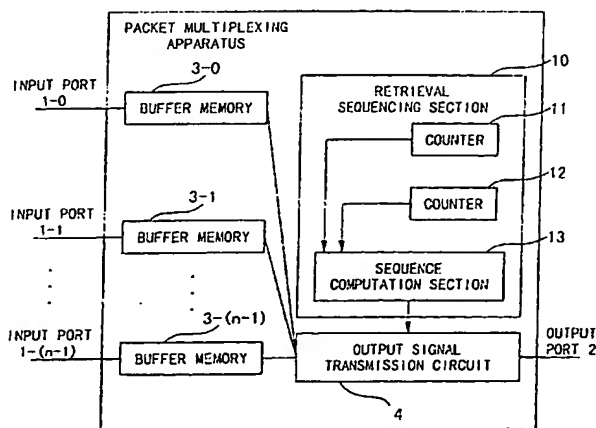 PACKET MULTIPLEXING
APPARATUS
10
RETRIEVAL
SEQUENCING SECTION
11
COUNTER
12
COUNTER
13
SEQUENCE
COMPUTATION SECTION
INPUT PORT
1-0
3-0
BUFFER MEMORY
INPUT PORT
1-1
3-1
BUFFER MEMORY
INPUT PORT
1-(n-1)
3-(n-1)
BUFFER MEMORY
OUTPUT SIGNAL
TRANSMISSION CIRCUIT
4
OUTPUT
PORT 2